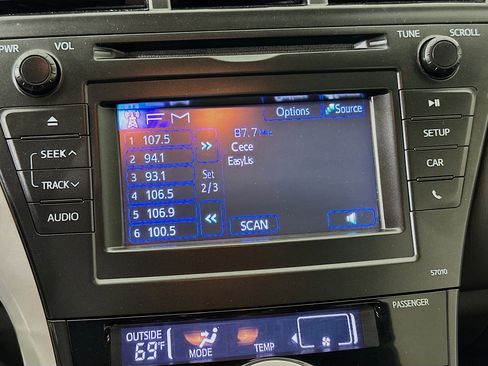 PWR VOL
TUNE SCROLL
FM
Options
Source
87.7
Cece
EasyLis
1 107.5
2 94.1
3 93.1
4 106.5
5 106.9
6 100.5
Set
2/3
SCAN
SEEK
TRACK
AUDIO
SETUP
CAR
57010
PASSENGER
OUTSIDE
69°F
MODE
TEMP